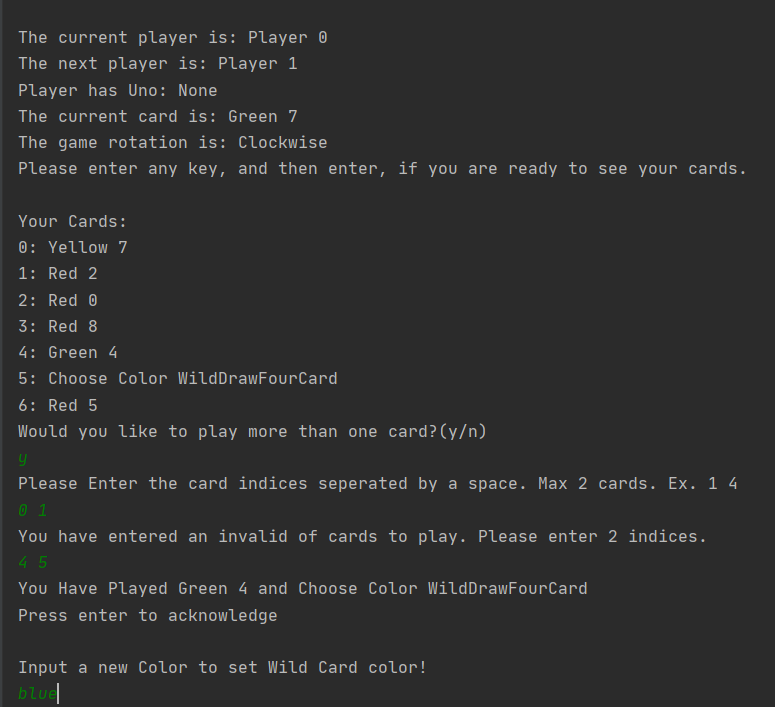 The current player is: Player 0
The next player is: Player 1
Player has Uno: None
The current card is: Green 7
The game rotation is: Clockwise
Please enter any key, and then enter, if you are ready to see your cards.
Your Cards:
0: Yellow 7
1: Red 2
2: Red 0
3: Red 8
4: Green 4
5: Choose Color WildDrawFourCard
6: Red 5
Would you like to play more than one card?(y/n)
y
Please Enter the card indices seperated by a space. Max 2 cards. Ex. 1 4
0 1
You have entered an invalid of cards to play. Please enter 2 indices.
4 5
You Have Played Green 4 and Choose Color WildDrawFourCard
Press enter to acknowledge
Input a new Color to set Wild Card color!
blue